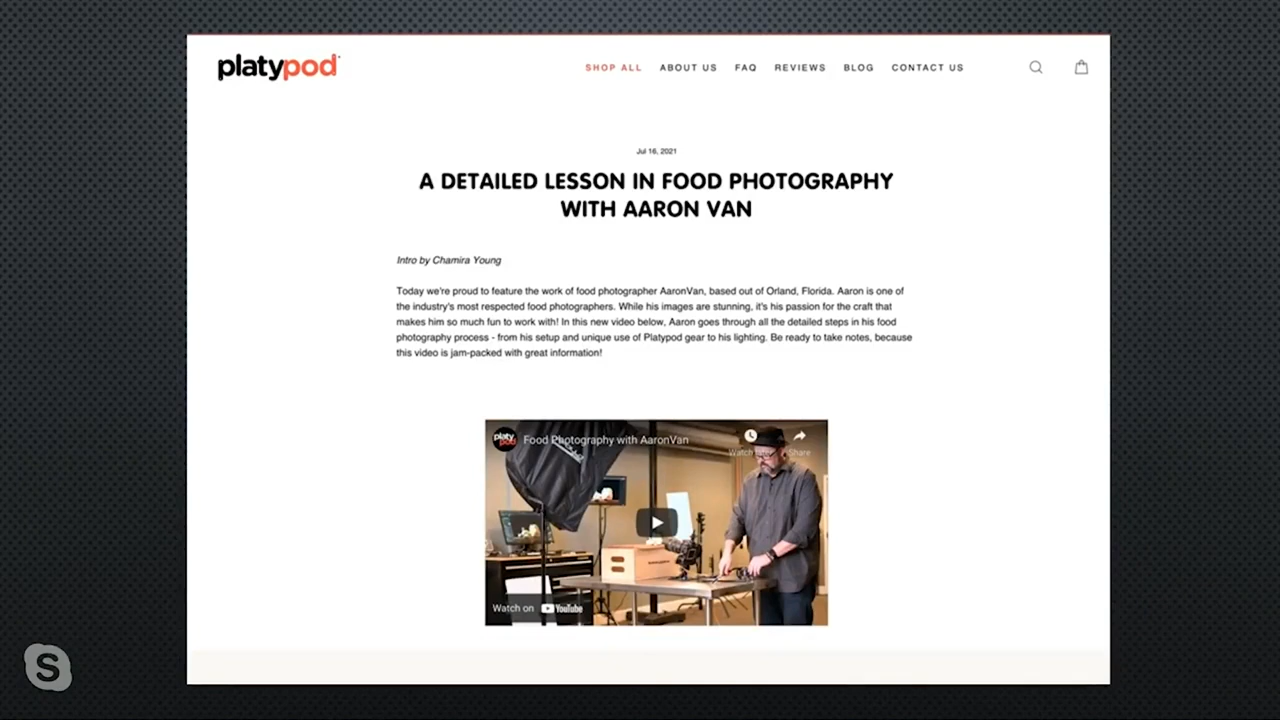 platypod
SHOP ALL ABOUT US FAQ REVIEWS BLOG CONTACT US
Jul 16, 2021
A DETAILED LESSON IN FOOD PHOTOGRAPHY
WITH AARON VAN
Intro by Chamira Young
Today we're proud to feature the work of food photographer AaronVan, based out of Orland, Florida. Aaron is one of
the industry's most respected food photographers. While his images are stunning, it's his passion for the craft that
makes him so much fun to work with! In this new video below, Aaron goes through all the detailed steps in his food
photography process - from his setup and unique use of Platypod gear to his lighting. Be ready to take notes, because
this video is jam-packed with great information!
platy
pod
Food Photography with AaronVan
Watch later Share
Watch on YouTube
S